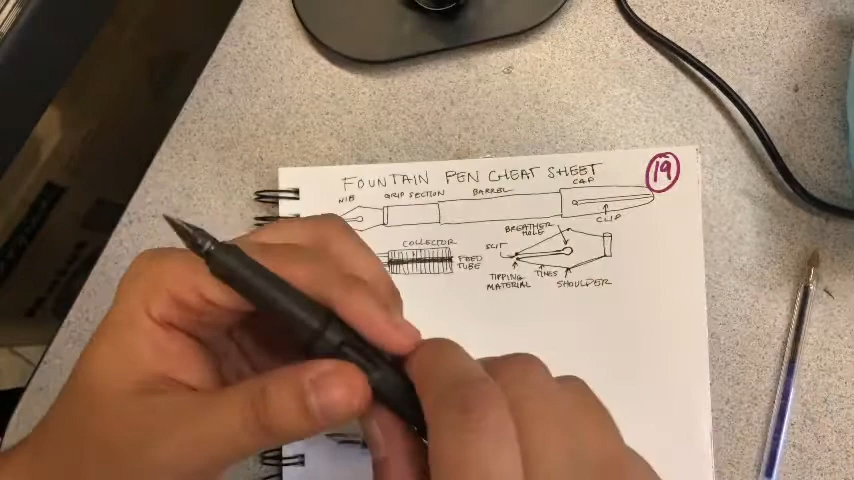 FOUNTAIN PEN CHEAT SHEET
19
NIB GRIP SECTION BARREL CAP
CLIP
BREATHER HOLE
COLLECTOR
SLIT
FEED TUBE
TIPPING MATERIAL
TINES
SHOULDER